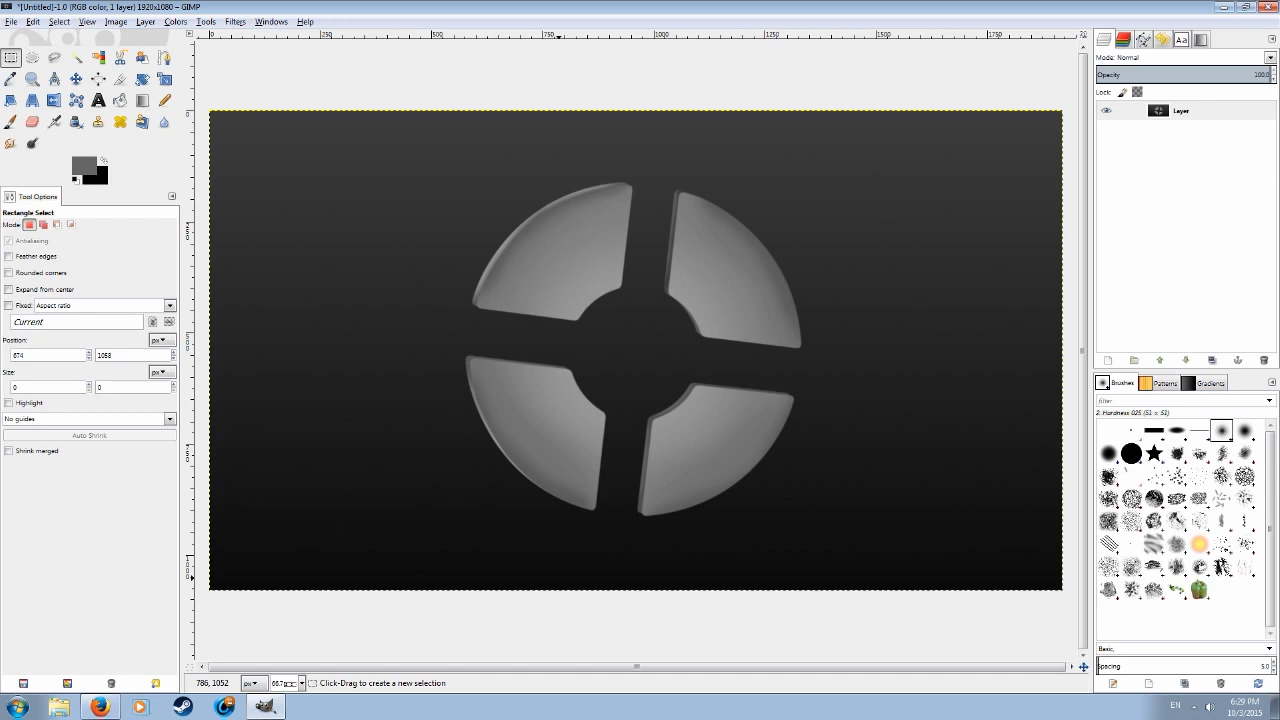 *[Untitled]-1.0 (RGB color, 1 layer) 1920x1080 – GIMP
File Edit Select View Image Layer Colors Tools Filters Windows Help
0 250 500 750 1000 1250 1500 1750
Tool Options
Rectangle Select
Mode:
Antialiasing
Feather edges
Rounded corners
Expand from center
Fixed: Aspect ratio
Current
Position: px
674 1058
Size: px
0 0
Highlight
No guides
Auto Shrink
Shrink merged
Mode: Normal
Opacity 100.0
Lock:
Layer
Brushes Patterns Gradients
filter
2. Hardness 025 (51 × 51)
Basic,
Spacing 5.0
786, 1052 px 66.7 Click-Drag to create a new selection
EN 6:29 PM
10/3/2015